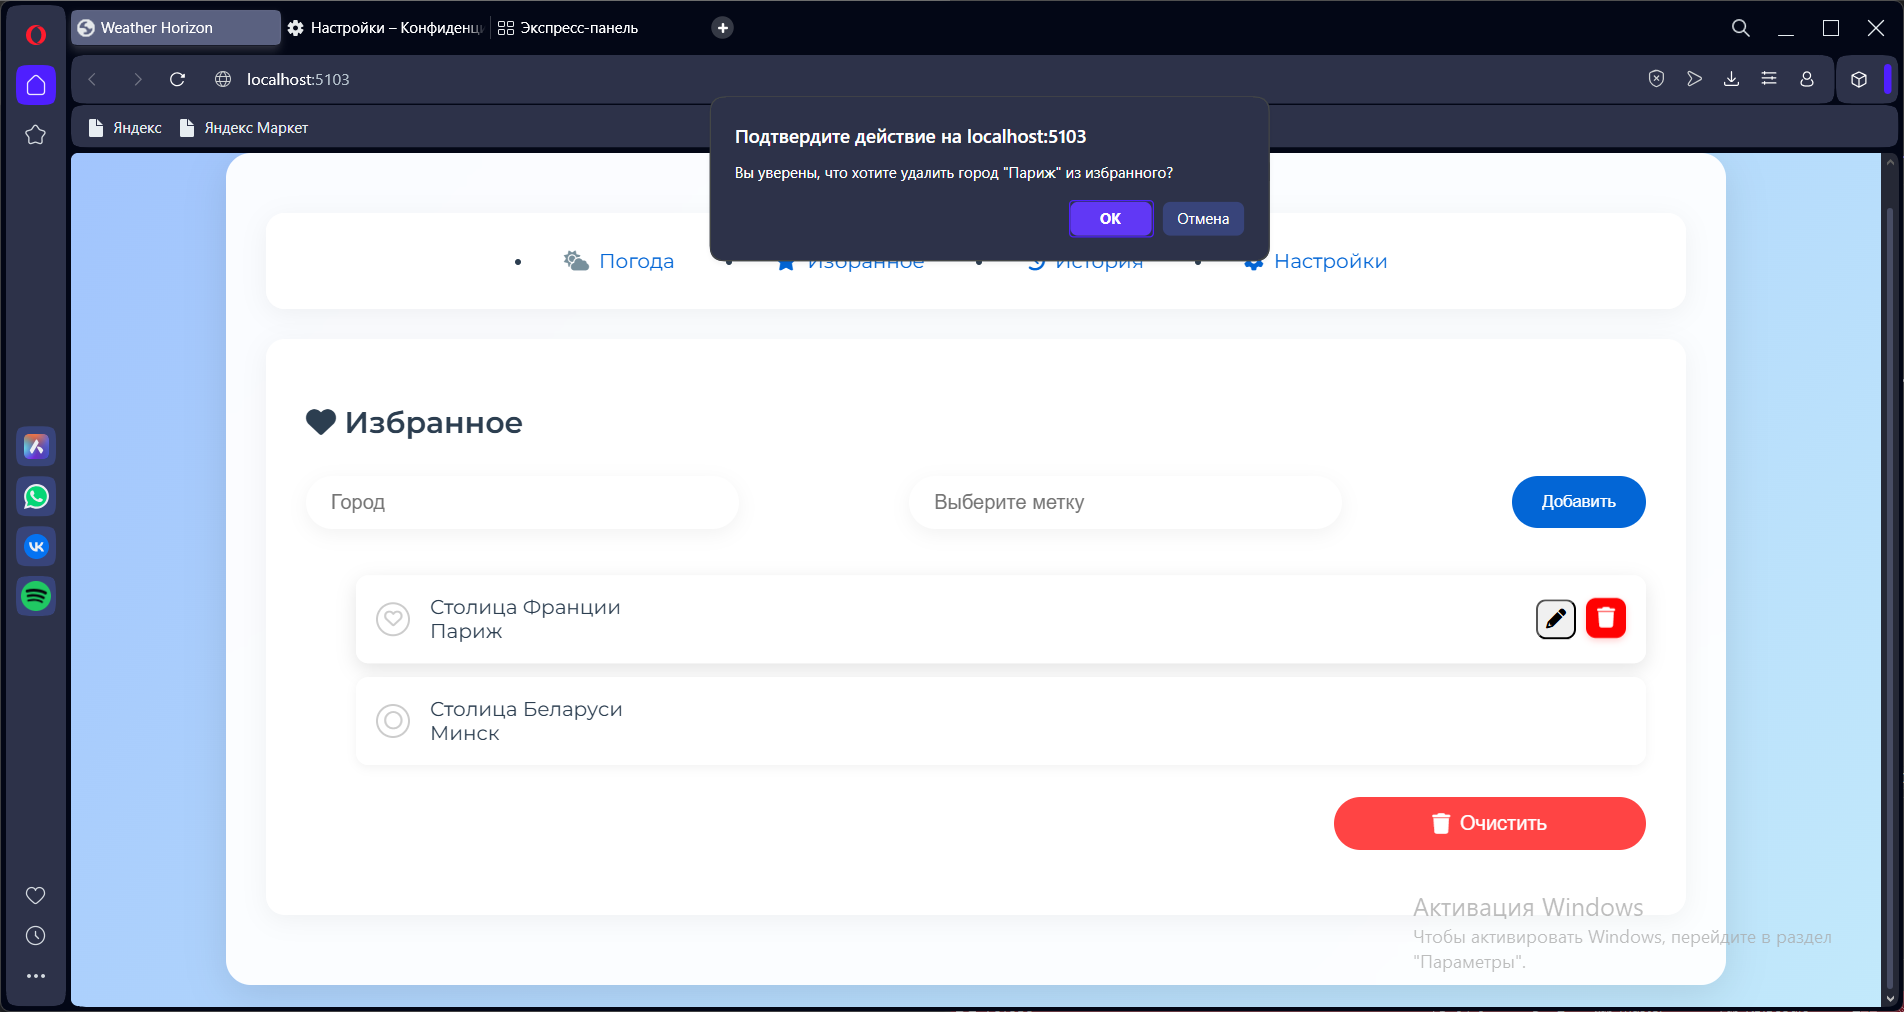 Weather Horizon
Настройки – Конфиденц
Экспресс-панель
localhost:5103
Яндекс
Яндекс Маркет
Подтвердите действие на localhost:5103
Вы уверены, что хотите удалить город "Париж" из избранного?
OK
Отмена
Погода
Избранное
История
Настройки
Избранное
Город
Выберите метку
Добавить
Столица Франции
Париж
Столица Беларуси
Минск
Очистить
Активация Windows
Чтобы активировать Windows, перейдите в раздел
"Параметры".